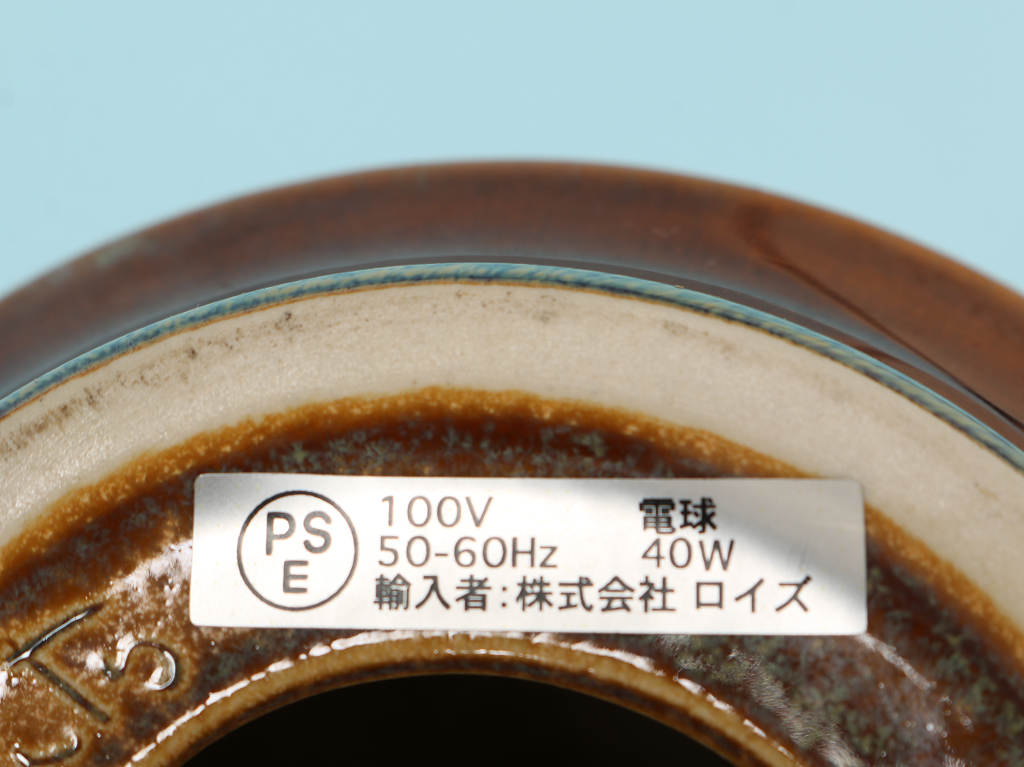 PS
E
100V 電球
50-60Hz 40W
輸入者:株式会社 ロイズ